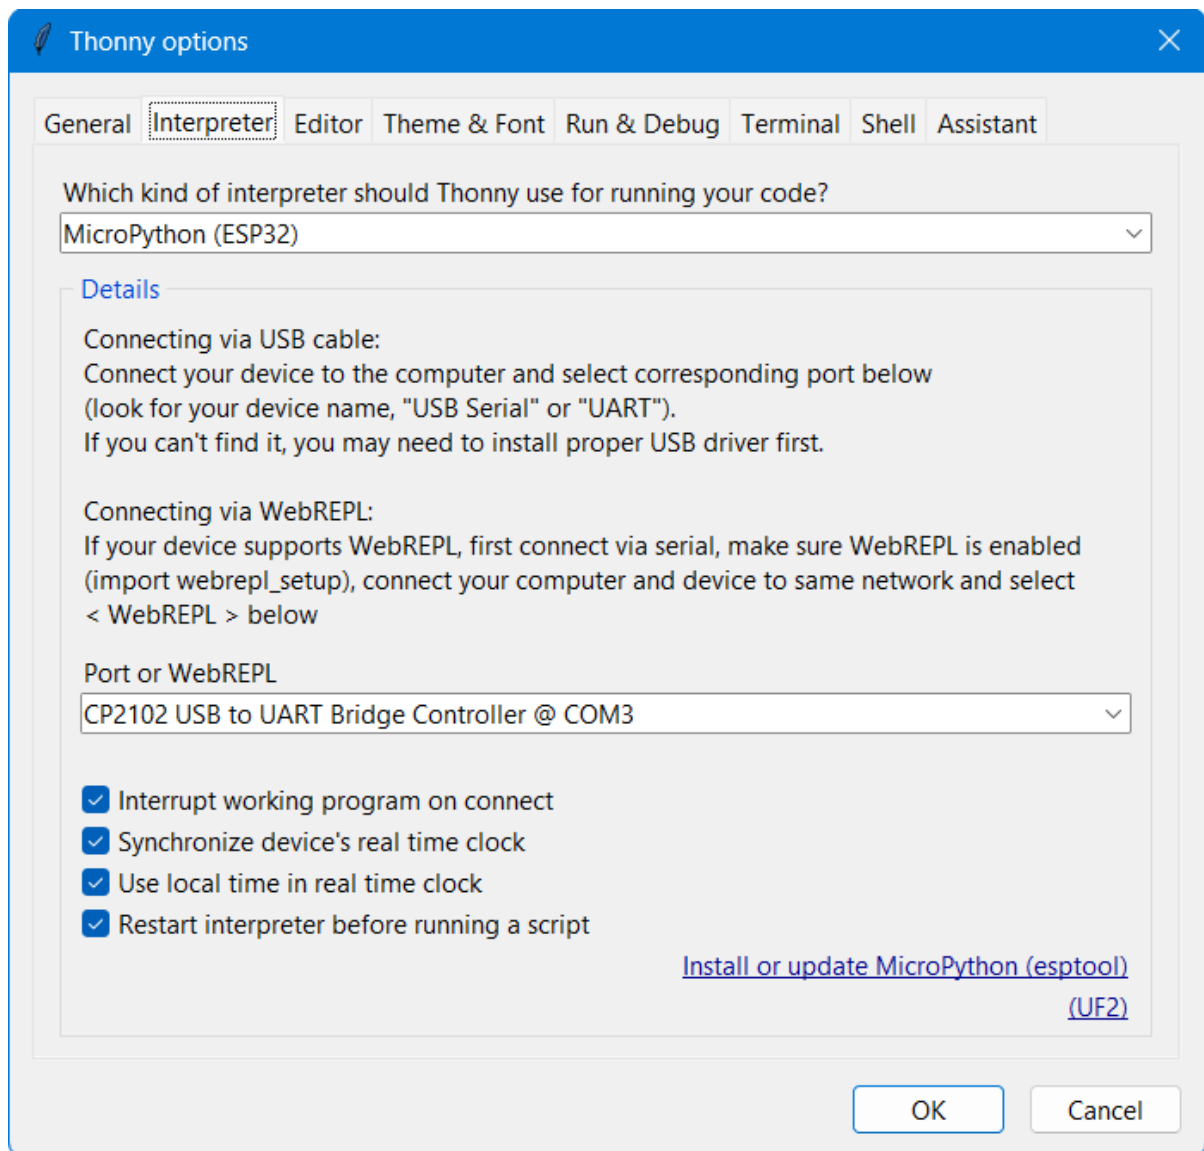 Thonny options
General Interpreter Editor Theme & Font Run & Debug Terminal Shell Assistant
Which kind of interpreter should Thonny use for running your code?
MicroPython (ESP32)
Details
Connecting via USB cable:
Connect your device to the computer and select corresponding port below
(look for your device name, "USB Serial" or "UART").
If you can't find it, you may need to install proper USB driver first.
Connecting via WebREPL:
If your device supports WebREPL, first connect via serial, make sure WebREPL is enabled
(import webrepl_setup), connect your computer and device to same network and select
< WebREPL > below
Port or WebREPL
CP2102 USB to UART Bridge Controller @ COM3
Interrupt working program on connect
Synchronize device's real time clock
Use local time in real time clock
Restart interpreter before running a script
Install or update MicroPython (esptool)
(UF2)
OK Cancel